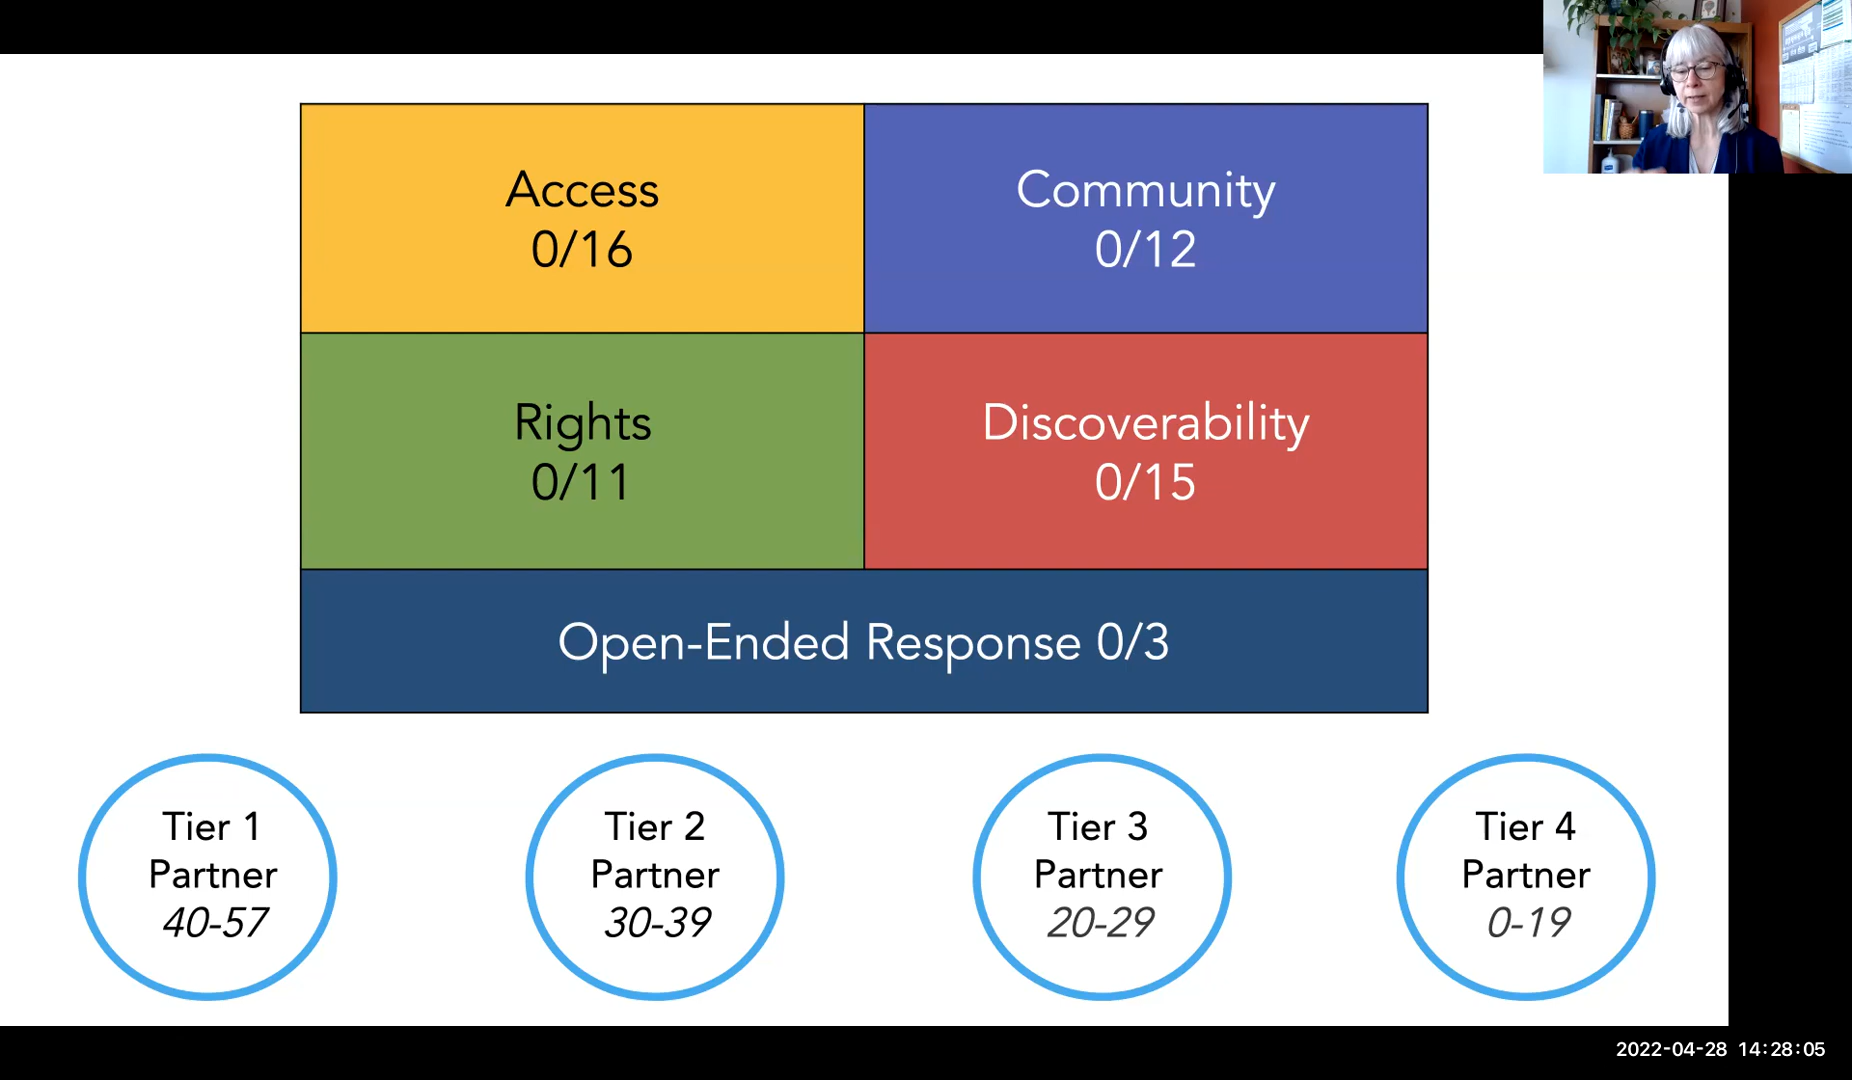 Access
0/16
Community
0/12
Rights
0/11
Discoverability
0/15
Open-Ended Response 0/3
Tier 1
Partner
40-57
Tier 2
Partner
30-39
Tier 3
Partner
20-29
Tier 4
Partner
0-19
2022-04-28 14:28:05